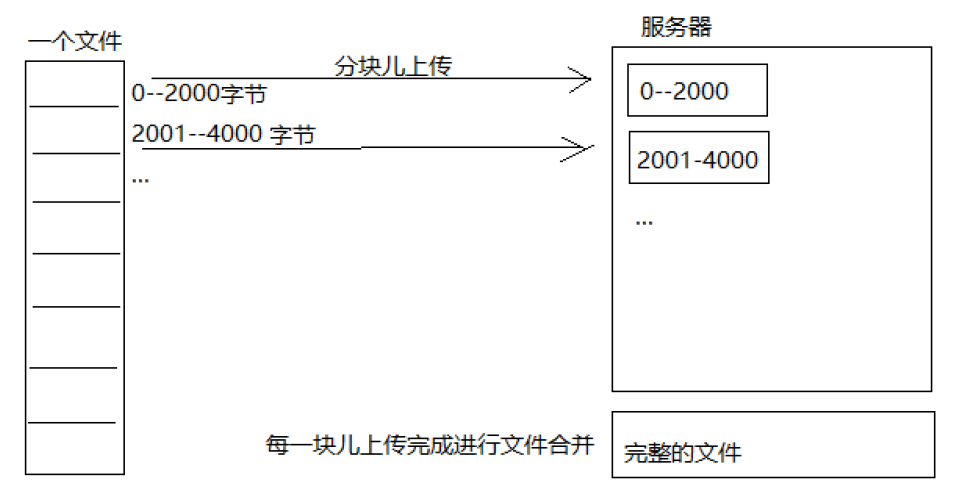 一个文件
服务器
分块儿上传
0--2000字节
0--2000
2001--4000 字节
2001-4000
...
...
每一块儿上传完成进行文件合并
完整的文件